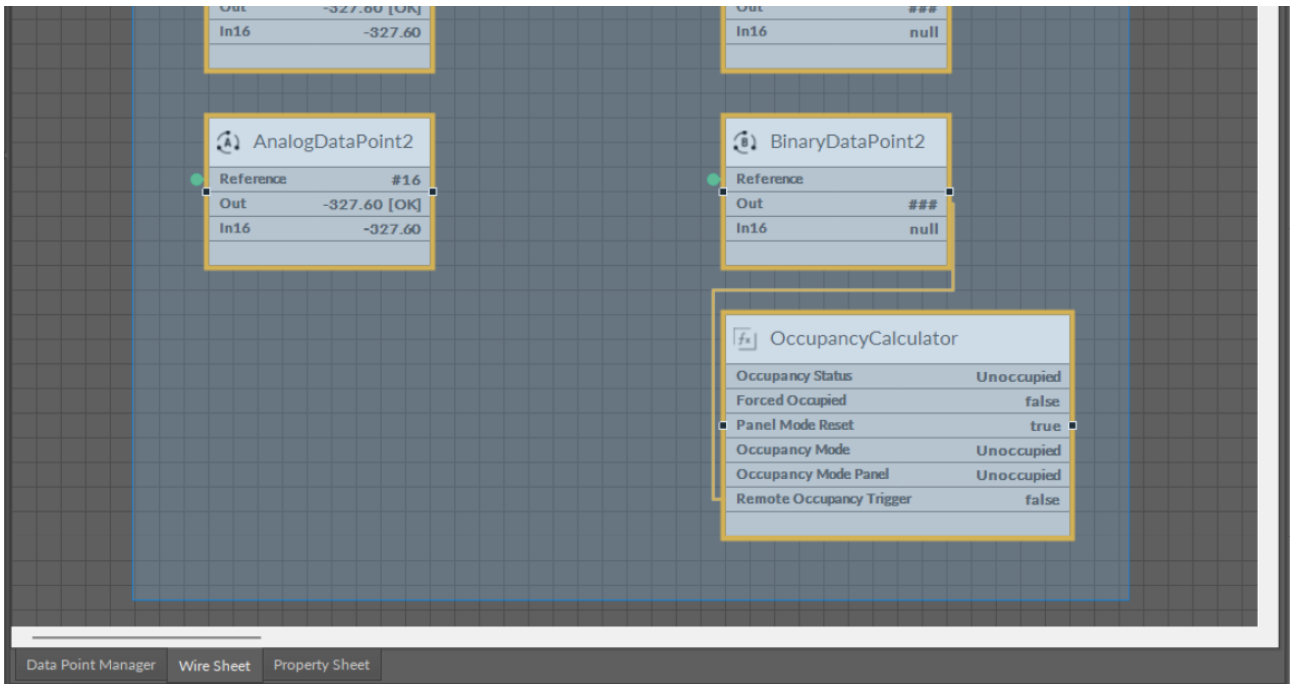 Out -327.60 [OK]
In16 -327.60
Out ###
In16 null
AnalogDataPoint2
Reference #16
Out -327.60 [OK]
In16 -327.60
BinaryDataPoint2
Reference
Out ###
In16 null
OccupancyCalculator
Occupancy Status Unoccupied
Forced Occupied false
Panel Mode Reset true
Occupancy Mode Unoccupied
Occupancy Mode Panel Unoccupied
Remote Occupancy Trigger false
Data Point Manager Wire Sheet Property Sheet